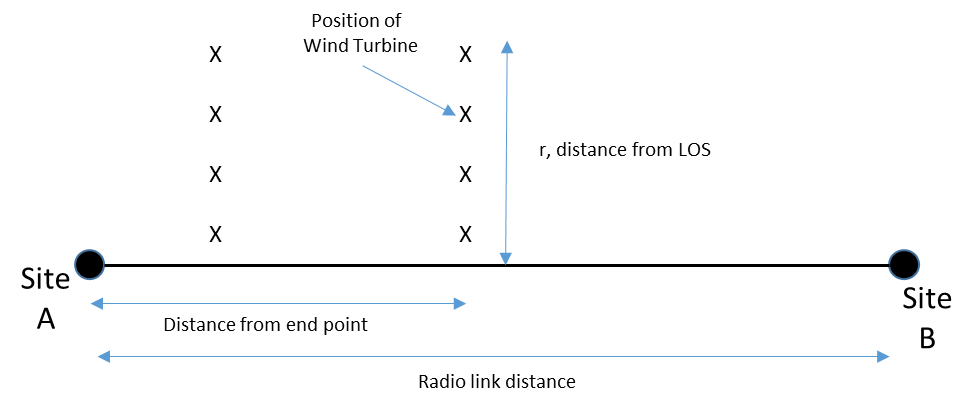 Position of
Wind Turbine
X X
X X
r, distance from LOS
X X
X X
Site
A
Site
B
Distance from end point
Radio link distance